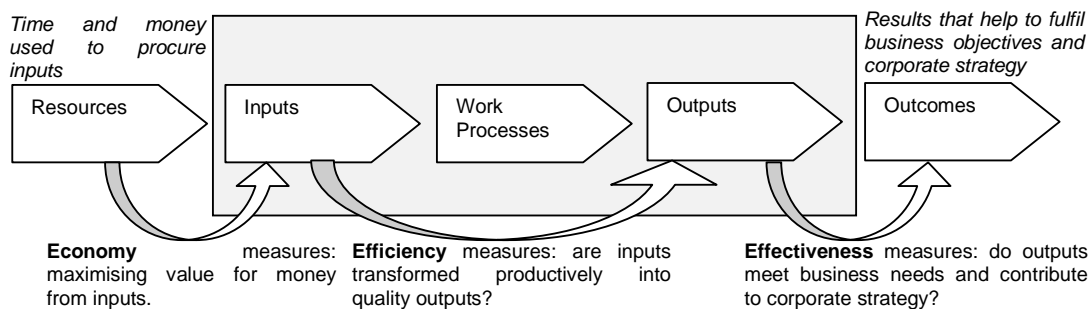 Time and money
used to procure
inputs
Results that help to fulfil
business objectives and
corporate strategy
Resources
Inputs
Work
Processes
Outputs
Outcomes
Economy measures:
maximising value for money
from inputs.
Efficiency measures: are inputs
transformed productively into
quality outputs?
Effectiveness measures: do outputs
meet business needs and contribute
to corporate strategy?